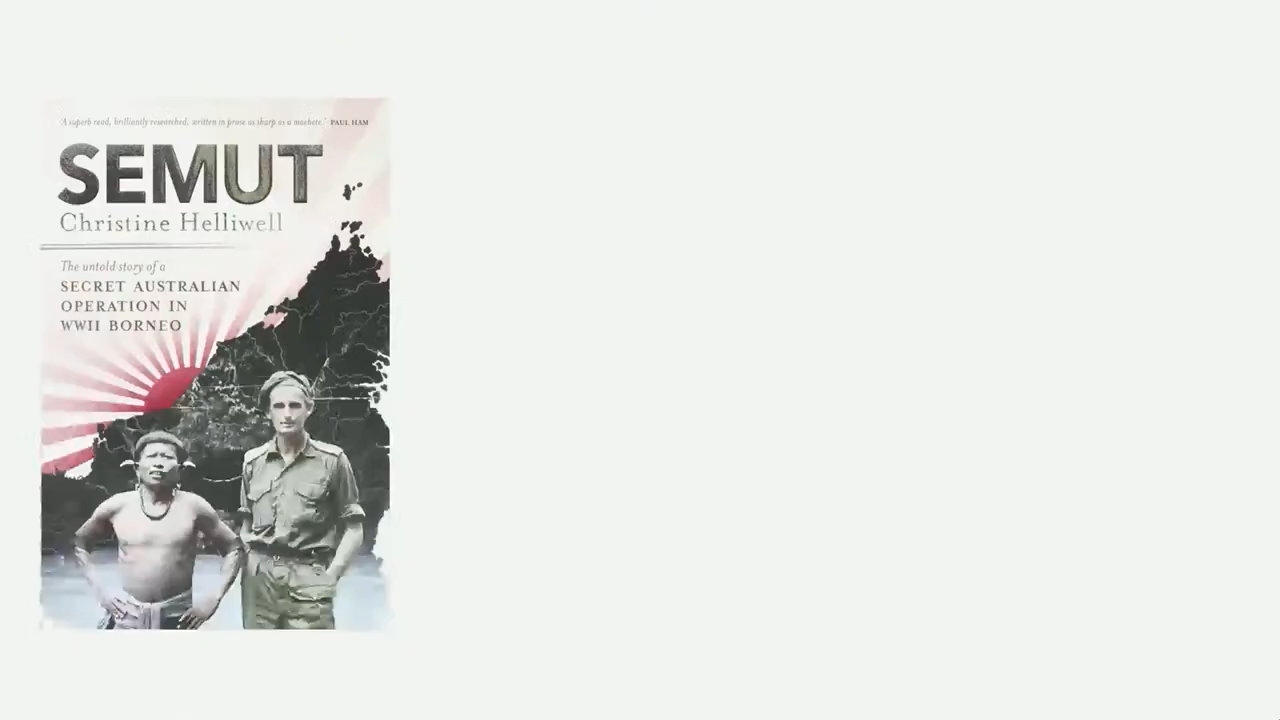 'A superb read, brilliantly researched, written in prose as sharp as a machete.' PAUL HAM
SEMUT
Christine Helliwell
The untold story of a
SECRET AUSTRALIAN
OPERATION IN
WWII BORNEO